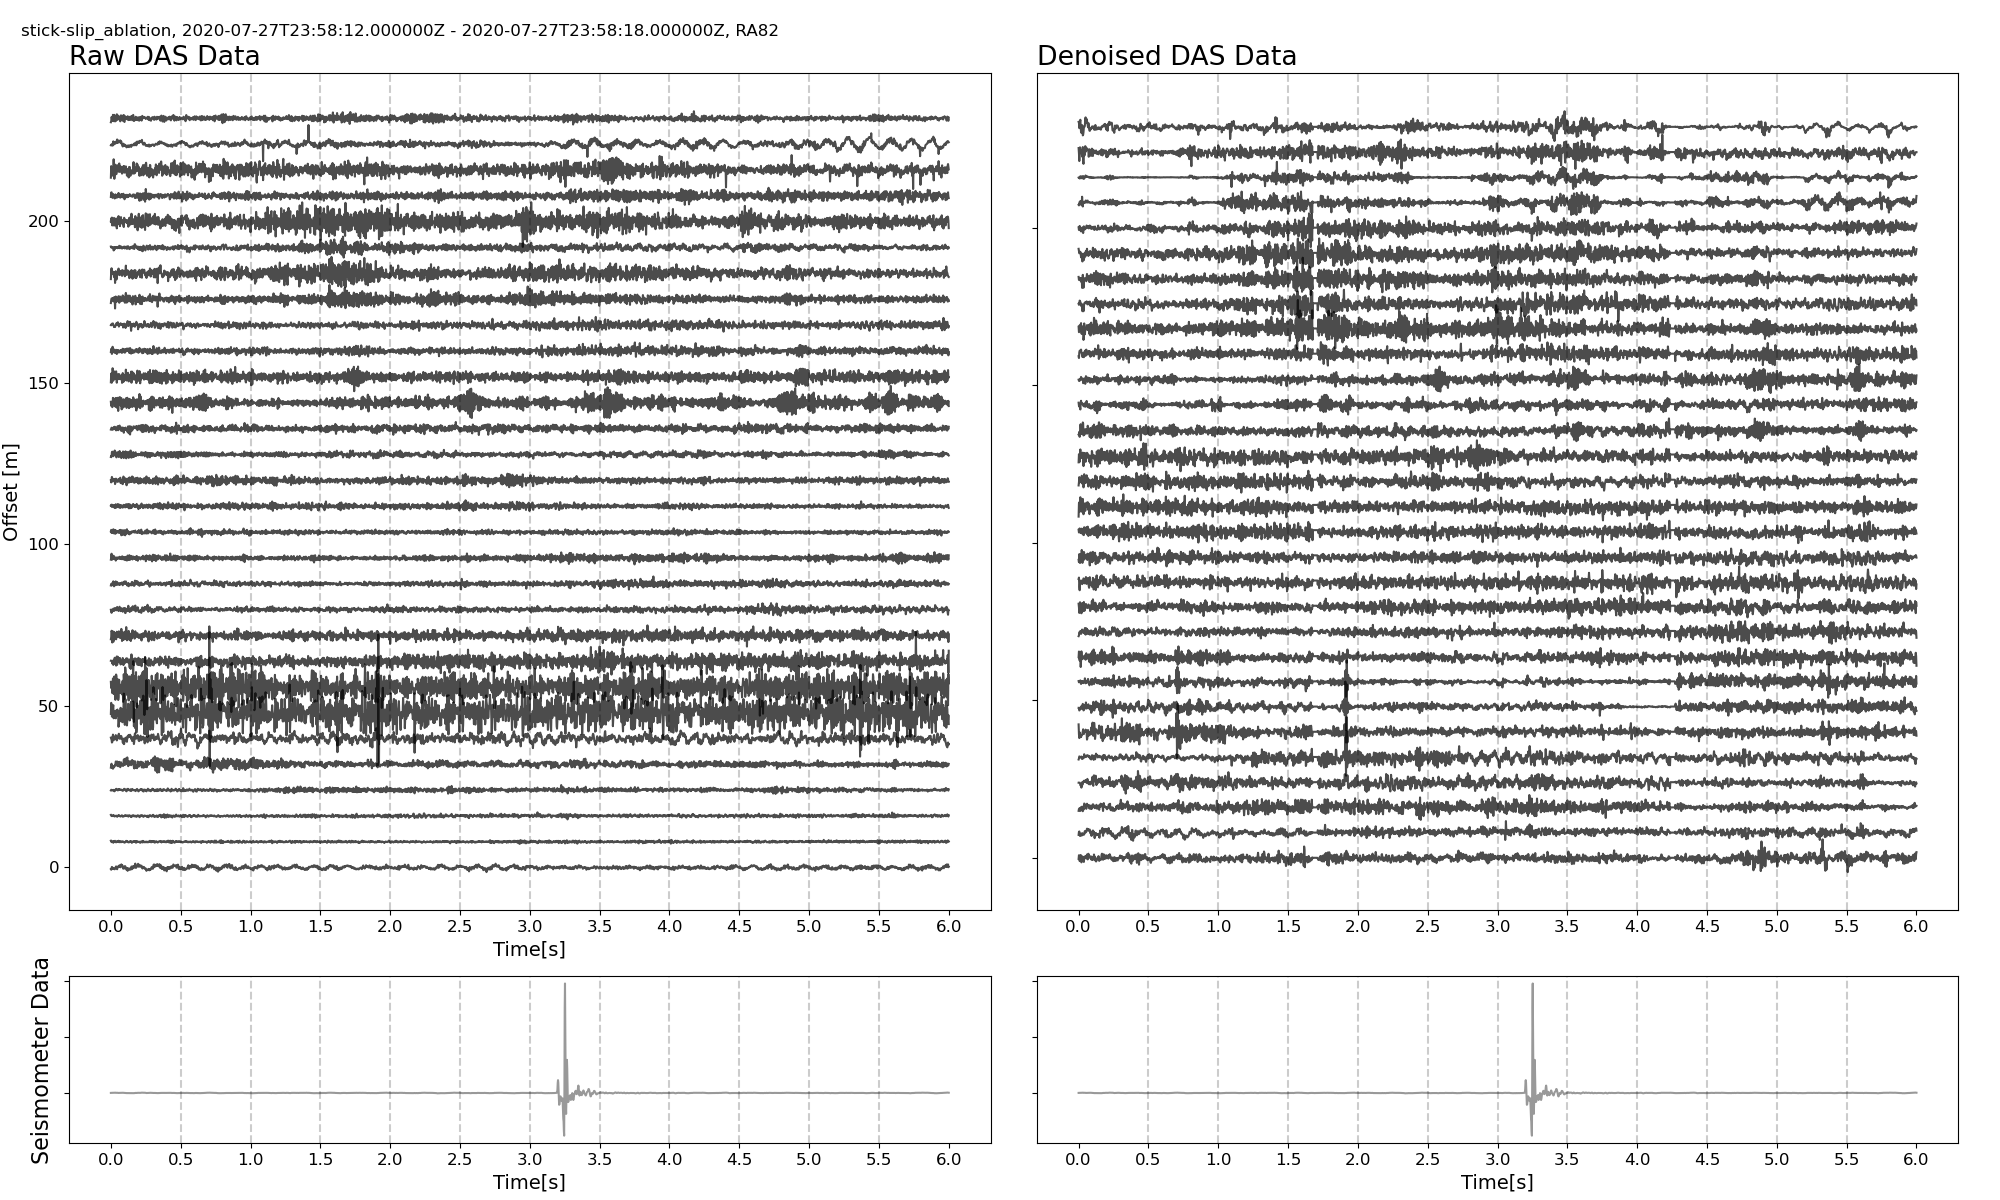 stick-slip_ablation, 2020-07-27T23:58:12.000000Z - 2020-07-27T23:58:18.000000Z, RA82
Raw DAS Data
Denoised DAS Data
Offset [m]
200
150
100
50
0
0.0 0.5 1.0 1.5 2.0 2.5 3.0 3.5 4.0 4.5 5.0 5.5 6.0
Time[s]
0.0 0.5 1.0 1.5 2.0 2.5 3.0 3.5 4.0 4.5 5.0 5.5 6.0
Seismometer Data
0.0 0.5 1.0 1.5 2.0 2.5 3.0 3.5 4.0 4.5 5.0 5.5 6.0
Time[s]
0.0 0.5 1.0 1.5 2.0 2.5 3.0 3.5 4.0 4.5 5.0 5.5 6.0
Time[s]